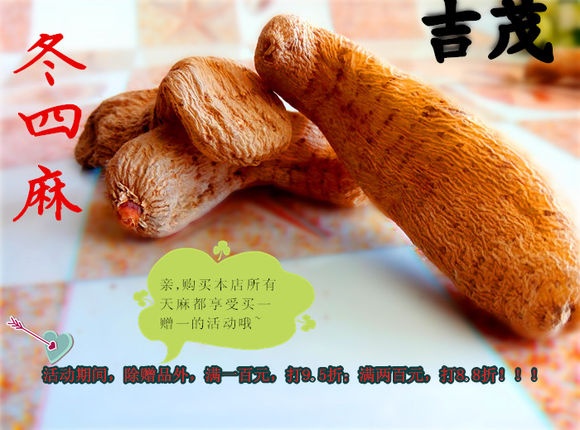 吉茂
冬四麻
亲,购买本店所有
天麻都享受买一
赠一的活动哦~
活动期间，除赠品外，满一百元，打9.5折；满两百元，打8.8折！！！